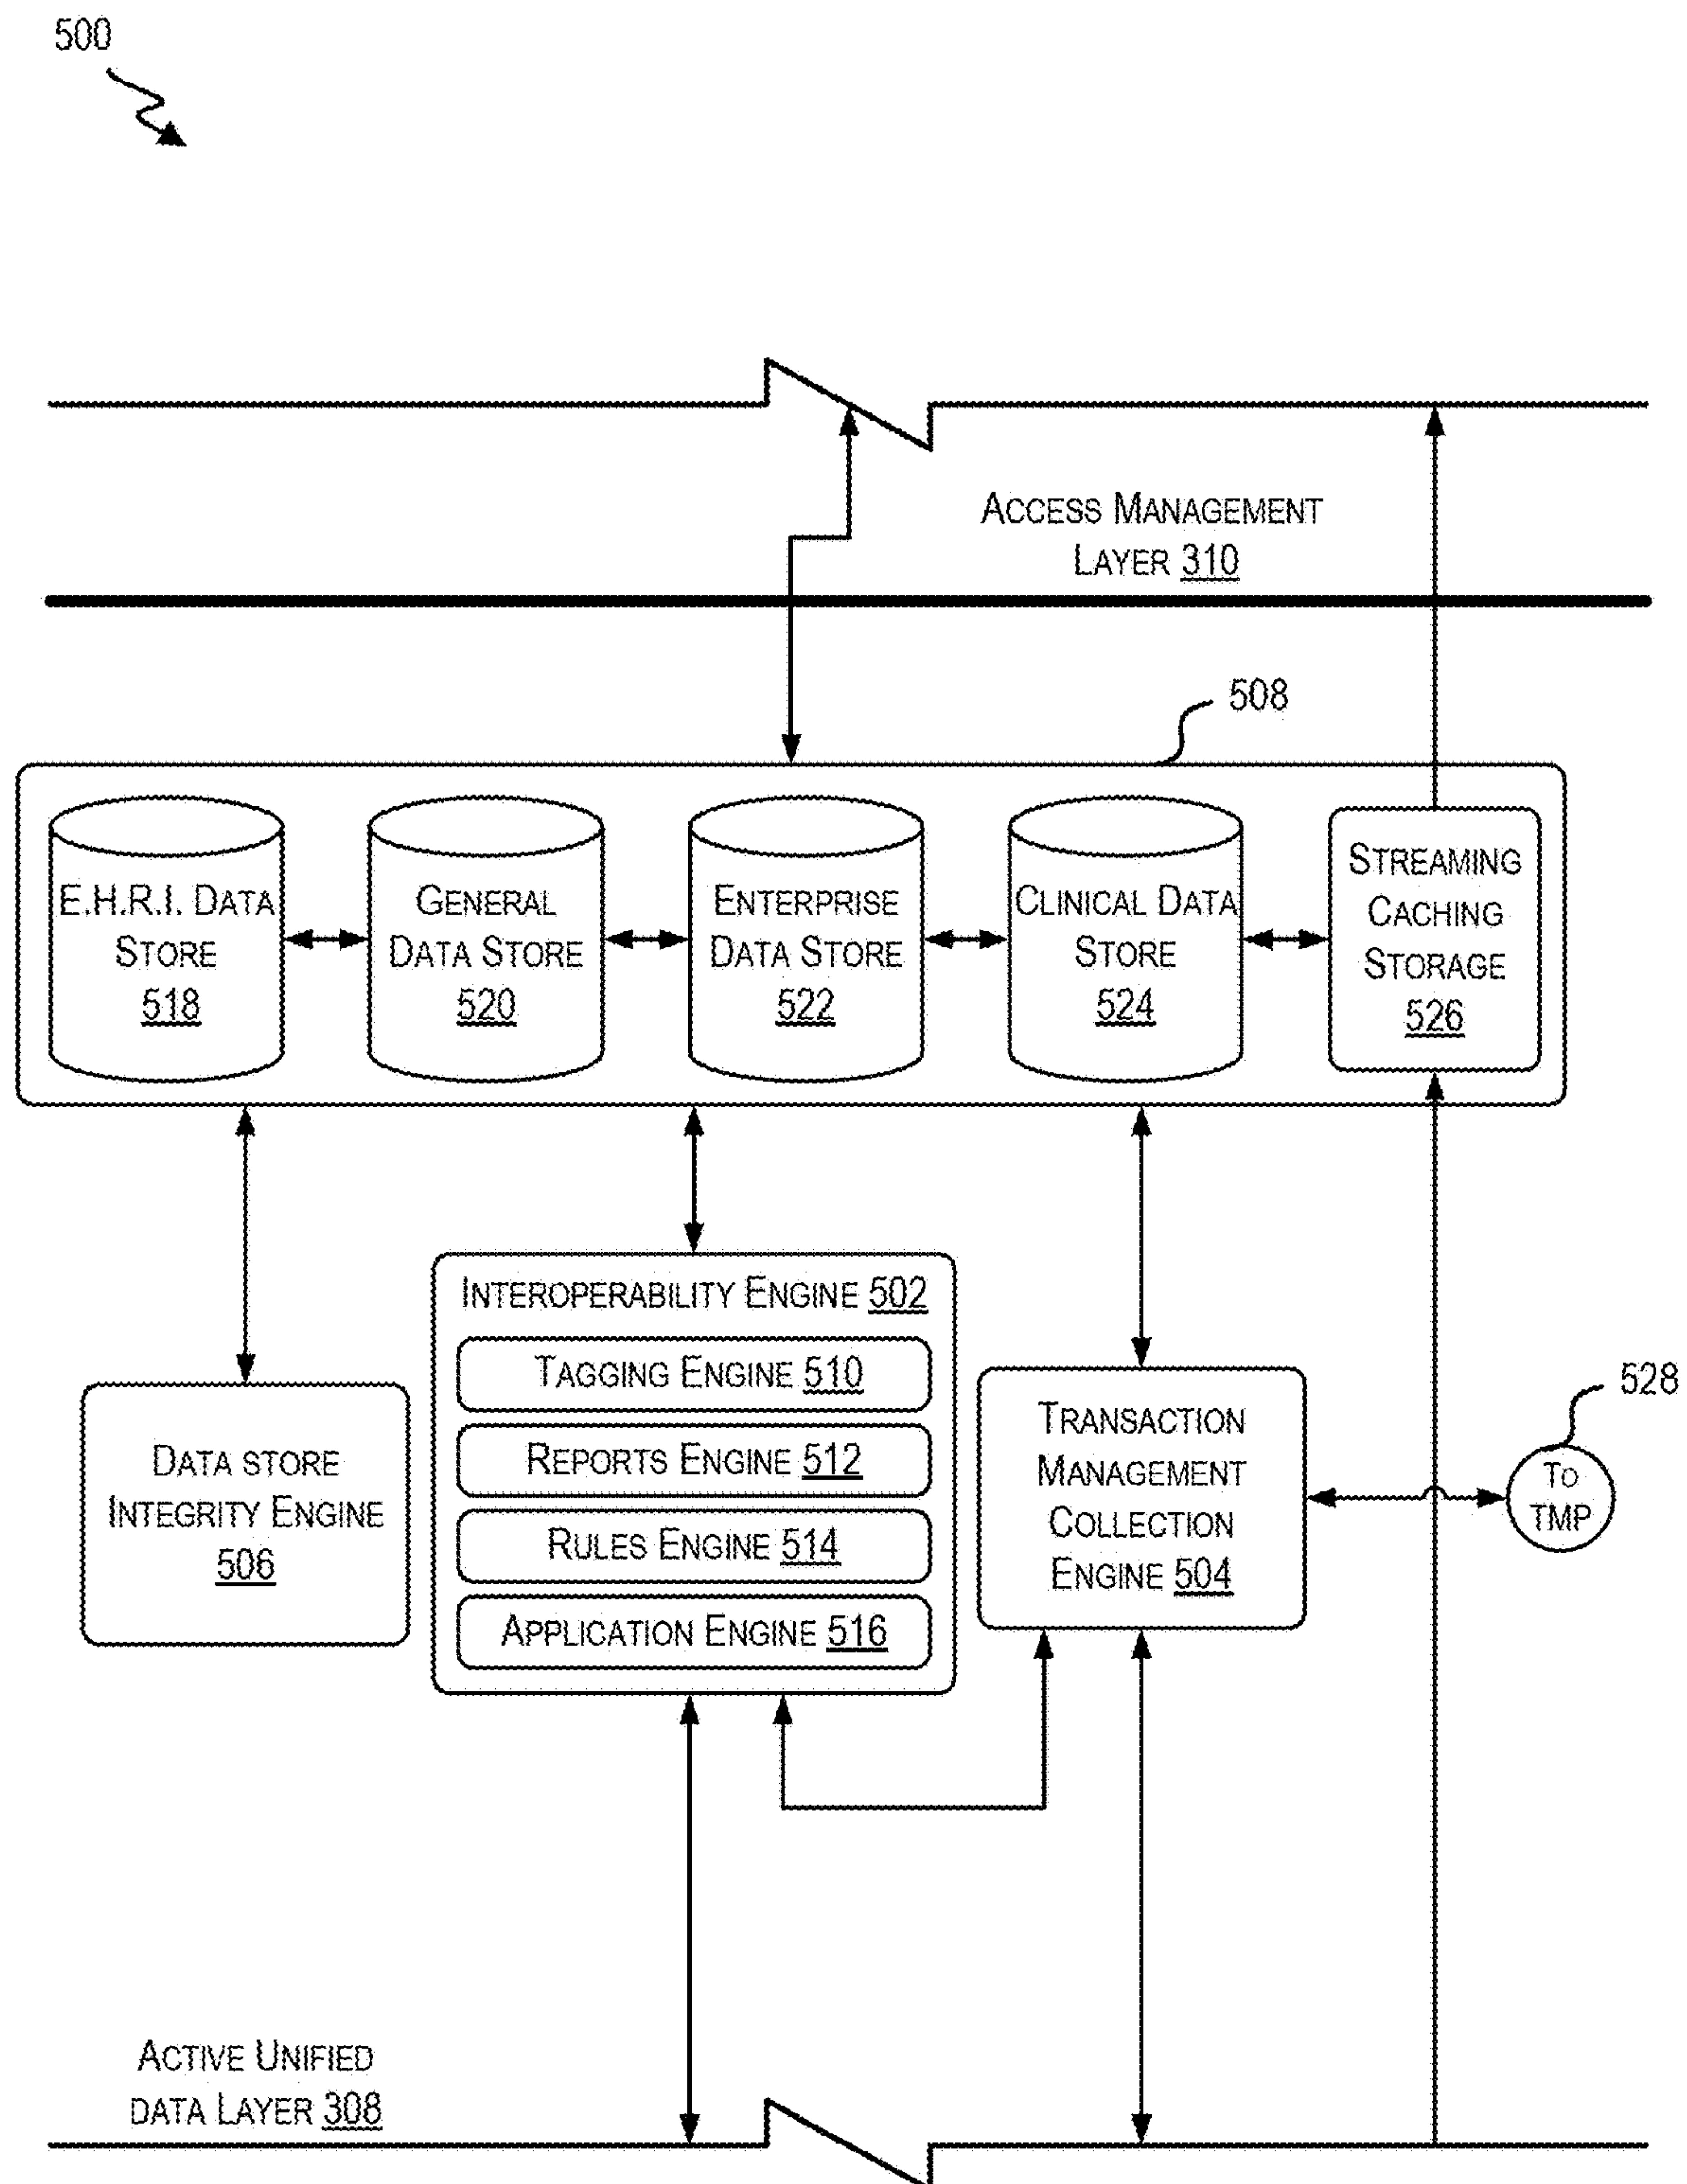 500
ACCESS MANAGEMENT
LAYER 310
508
E.H.R.I. DATA
STORE
518
GENERAL
DATA STORE
520
ENTERPRISE
DATA STORE
522
CLINICAL DATA
STORE
524
STREAMING
CACHING
STORAGE
526
INTEROPERABILITY ENGINE 502
TAGGING ENGINE 510
REPORTS ENGINE 512
RULES ENGINE 514
APPLICATION ENGINE 516
DATA STORE
INTEGRITY ENGINE
506
TRANSACTION
MANAGEMENT
COLLECTION
ENGINE 504
528
TO
TMP
ACTIVE UNIFIED
DATA LAYER 308